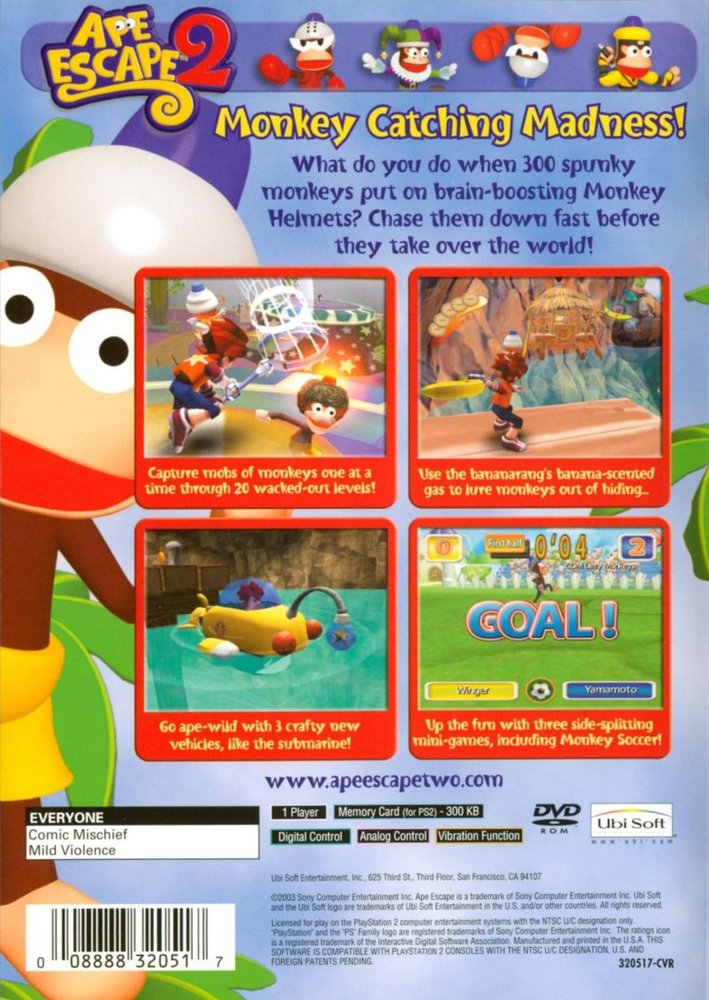 APE
ESCAPE™ 2
Monkey Catching Madness!
What do you do when 300 spunky
monkeys put on brain-boosting Monkey
Helmets? Chase them down fast before
they take over the world!
Capture mobs of monkeys one at a
time through 20 wacked-out levels!
Use the bananarang's banana-scented
gas to lure monkeys out of hiding...
0
First half
0'04
2
GOAL!
Winger
Yamamoto
Go ape-wild with 3 crafty new
vehicles, like the submarine!
Up the fun with three side-splitting
mini-games, including Monkey Soccer!
www.apeescapetwo.com
EVERYONE
Comic Mischief
Mild Violence
1 Player
Memory Card (for PS2) - 300 KB
Digital Control
Analog Control
Vibration Function
DVD
ROM
Ubi Soft
www.ubi.com
Ubi Soft Entertainment, Inc., 625 Third St., Third Floor, San Francisco, CA 94107
©2003 Sony Computer Entertainment Inc. Ape Escape is a trademark of Sony Computer Entertainment Inc. Ubi Soft
and the Ubi Soft logo are trademarks of Ubi Soft Entertainment in the U.S. and/or other countries. All rights reserved.
Licensed for play on the PlayStation 2 computer entertainment systems with the NTSC U/C designation only.
"PlayStation" and the "PS" Family logo are registered trademarks of Sony Computer Entertainment Inc. The ratings icon
is a registered trademark of the Interactive Digital Software Association. Manufactured and printed in the U.S.A. THIS
SOFTWARE IS COMPATIBLE WITH PLAYSTATION 2 CONSOLES WITH THE NTSC U/C DESIGNATION. U.S. AND
FOREIGN PATENTS PENDING.
320517-CVR
0 08888 32051 7